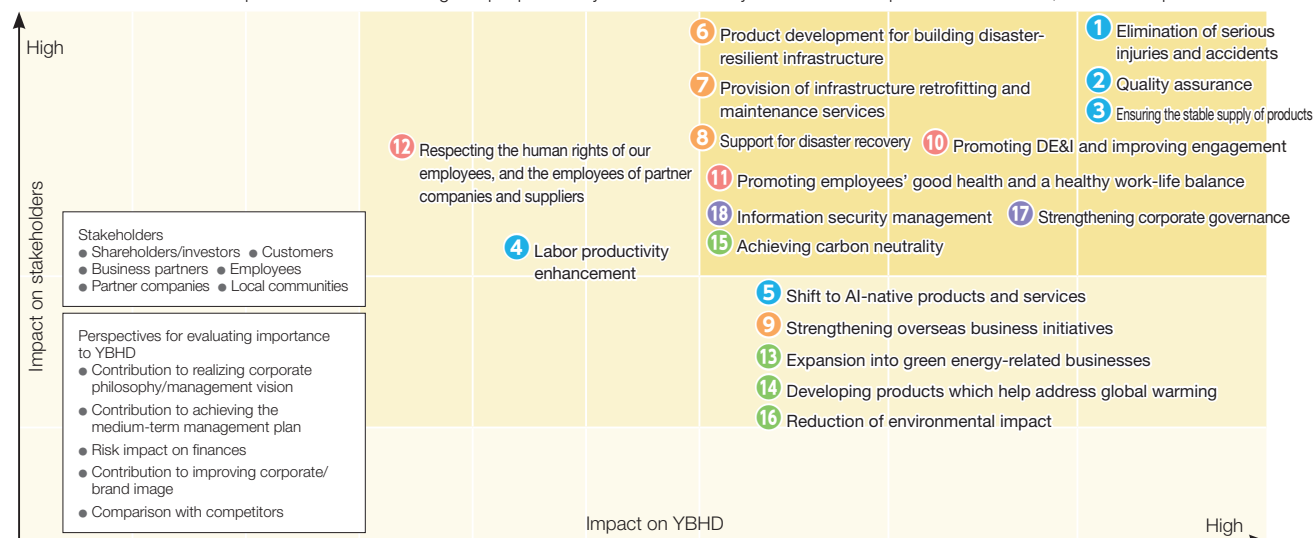 High
6 Product development for building disaster-
resilient infrastructure
1 Elimination of serious
injuries and accidents
7 Provision of infrastructure retrofitting and
maintenance services
2 Quality assurance
3 Ensuring the stable supply of products
8 Support for disaster recovery
10 Promoting DE&I and improving engagement
12 Respecting the human rights of our
employees, and the employees of partner
companies and suppliers
11 Promoting employees' good health and a healthy work-life balance
18 Information security management
17 Strengthening corporate governance
4 Labor productivity
enhancement
15 Achieving carbon neutrality
5 Shift to AI-native products and services
9 Strengthening overseas business initiatives
13 Expansion into green energy-related businesses
14 Developing products which help address global warming
16 Reduction of environmental impact
Impact on stakeholders
Stakeholders
● Shareholders/investors ● Customers
● Business partners ● Employees
● Partner companies ● Local communities
Perspectives for evaluating importance
to YBHD
● Contribution to realizing corporate
philosophy/management vision
● Contribution to achieving the
medium-term management plan
● Risk impact on finances
● Contribution to improving corporate/
brand image
● Comparison with competitors
Impact on YBHD
High